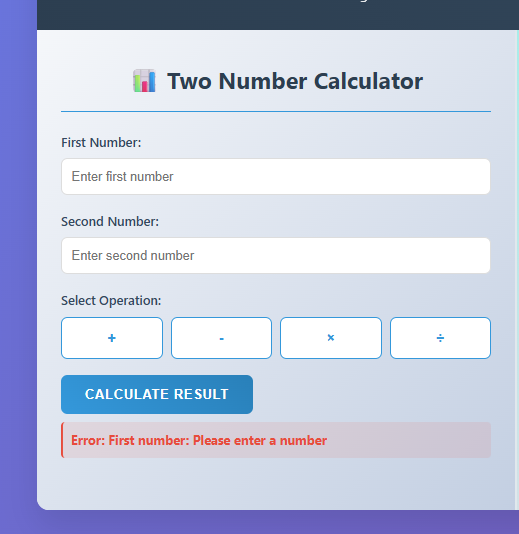 Two Number Calculator
First Number:
Enter first number
Second Number:
Enter second number
Select Operation:
+ - × ÷
CALCULATE RESULT
Error: First number: Please enter a number